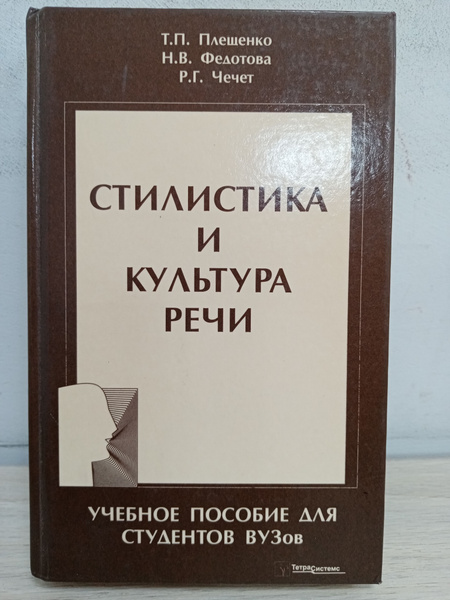 Т.П. Плещенко
Н.В. Федотова
Р.Г. Чечет
СТИЛИСТИКА
И
КУЛЬТУРА
РЕЧИ
УЧЕБНОЕ ПОСОБИЕ ДЛЯ
СТУДЕНТОВ ВУЗов
ТетраСистемс